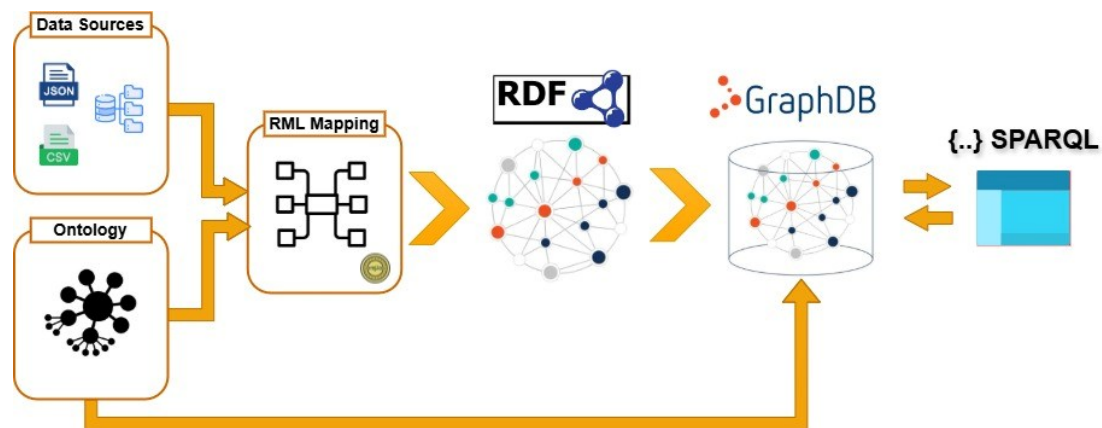 Data Sources
JSON
CSV
Ontology
RML Mapping
RDF
GraphDB
{..} SPARQL